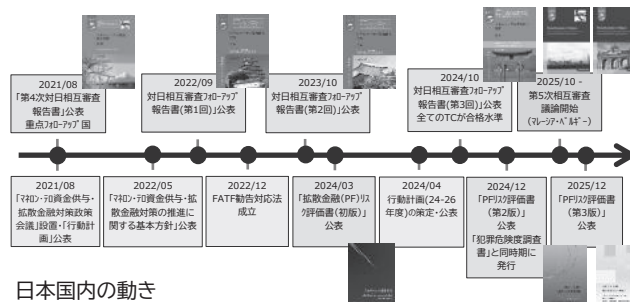 2021/08
「第4次対日相互審査
報告書」公表
重点ﾌｫﾛｰｱｯﾌﾟ国
2022/09
対日相互審査ﾌｫﾛｰｱｯﾌﾟ
報告書(第1回)」公表
2023/10
対日相互審査ﾌｫﾛｰｱｯﾌﾟ
報告書(第2回)」公表
2024/10
対日相互審査ﾌｫﾛｰｱｯﾌﾟ
報告書(第3回)」公表
全てのTCが合格水準
2025/10 -
第5次相互審査
議論開始
(ﾏﾚｰｼｱ･ﾍﾞﾙｷﾞｰ)
2021/08
「ﾏﾈﾛﾝ･ﾃﾛ資金供与･
拡散金融対策政策
会議」設置･「行動計
画」公表
2022/05
「ﾏﾈﾛﾝ･ﾃﾛ資金供与･拡
散金融対策の推進に
関する基本方針」公表
2022/12
FATF勧告対応法
成立
2024/03
「拡散金融(PF)ﾘｽ
ｸ評価書(初版)」
公表
2024/04
行動計画(24-26
年度)の策定･公表
2024/12
「PFﾘｽｸ評価書
(第2版)」公表
「犯罪危険度調査
書」と同時期に
発行
2025/12
「PFﾘｽｸ評価書
(第3版)」
公表
日本国内の動き